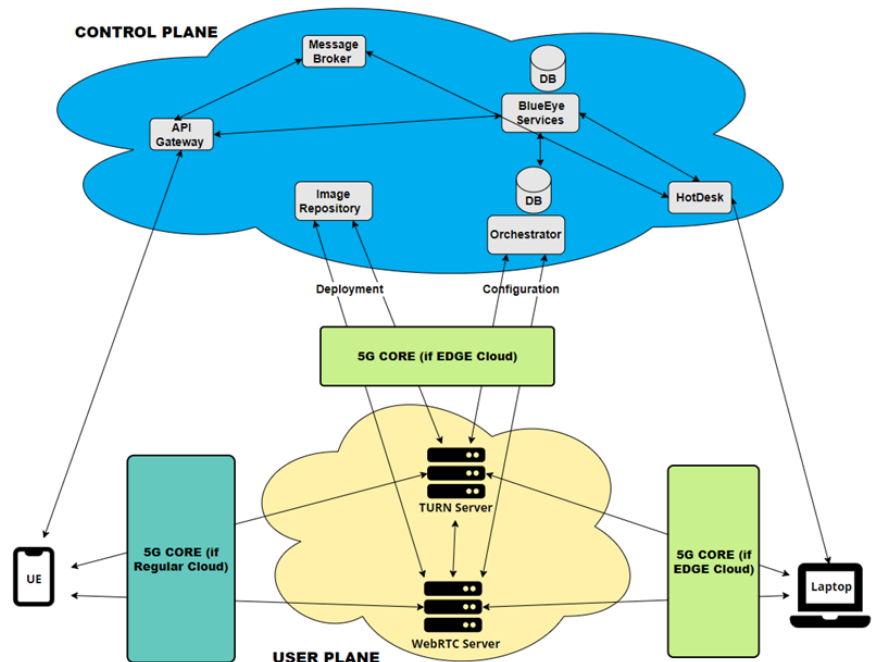 CONTROL PLANE
Message
Broker
DB
BlueEye
Services
API
Gateway
Image
Repository
DB
HotDesk
Orchestrator
Deployment
Configuration
5G CORE (if EDGE Cloud)
TURN Server
5G CORE (if
Regular Cloud)
5G CORE (if
EDGE Cloud)
UE
Laptop
WebRTC Server
USER PLANE